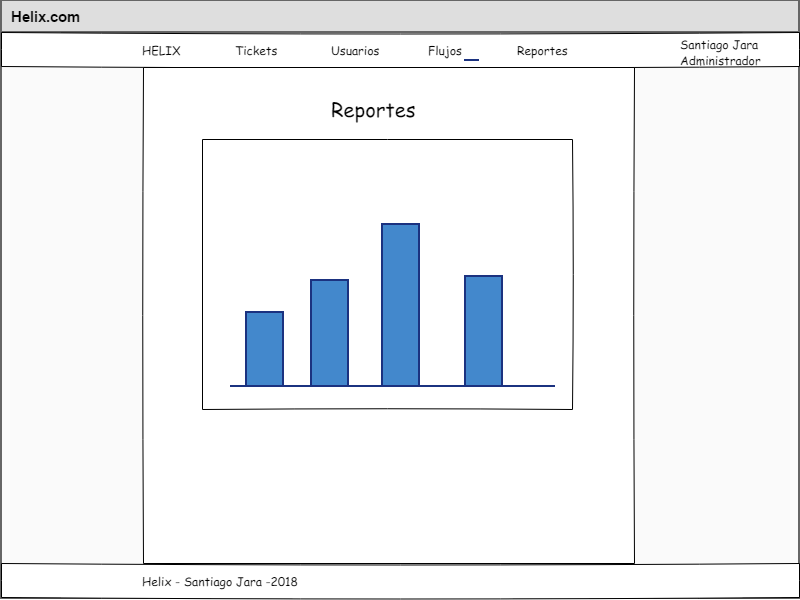 Helix.com
HELIX Tickets Usuarios Flujos Reportes
Santiago Jara
Administrador
Reportes
Helix - Santiago Jara -2018